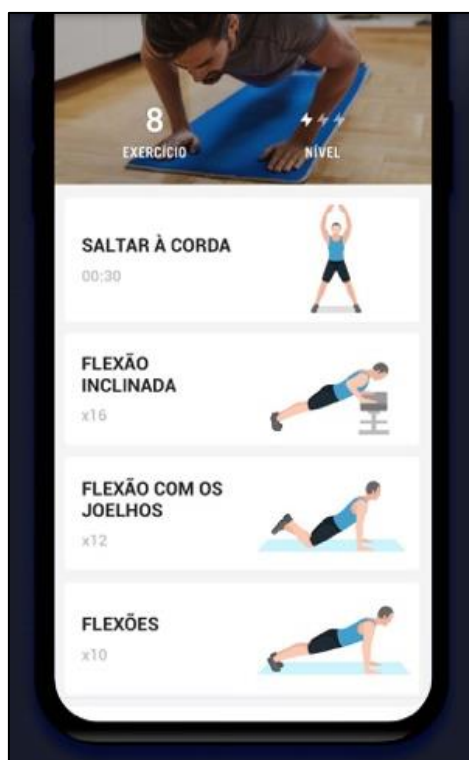 8
EXERCÍCIO
NÍVEL
SALTAR À CORDA
00:30
FLEXÃO
INCLINADA
x16
FLEXÃO COM OS
JOELHOS
x12
FLEXÕES
x10